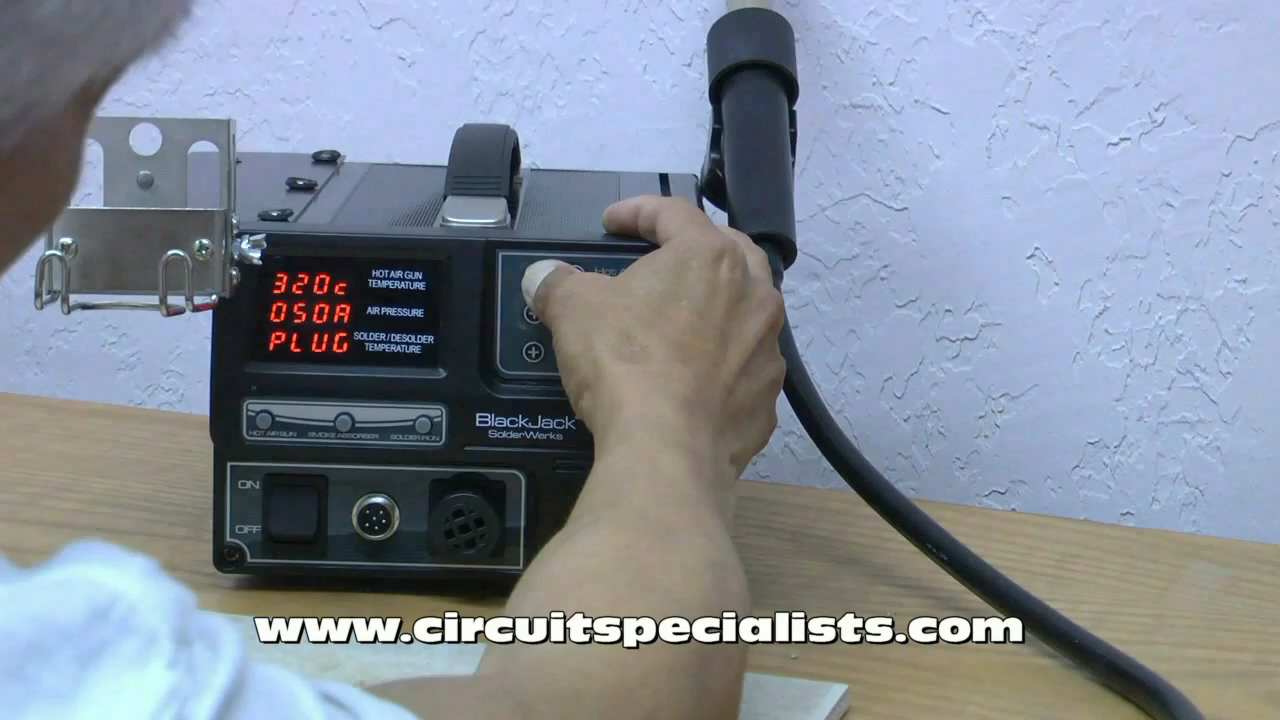 320c
HOT AIR GUN
TEMPERATURE
050A
AIR PRESSURE
PLUG
SOLDER / DESOLDER
TEMPERATURE
HOT AIR GUN
SMOKE ABSORBER
SOLDER IRON
BlackJack
SolderWerks
ON
OFF
www.circuitspecialists.com